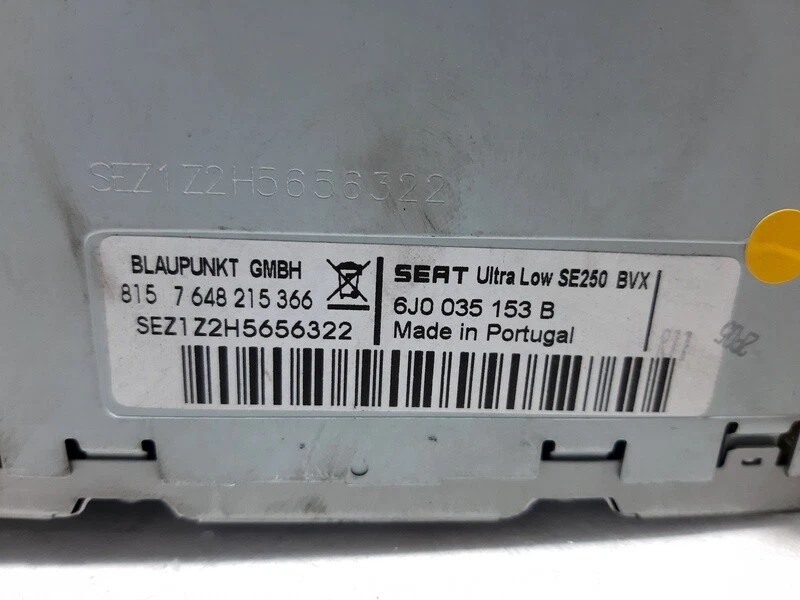 SEZ1Z2H5656322
BLAUPUNKT GMBH
815 7 648 215 366
SEZ1Z2H5656322
SEAT Ultra Low SE250 BVX
6J0 035 153 B
Made in Portugal